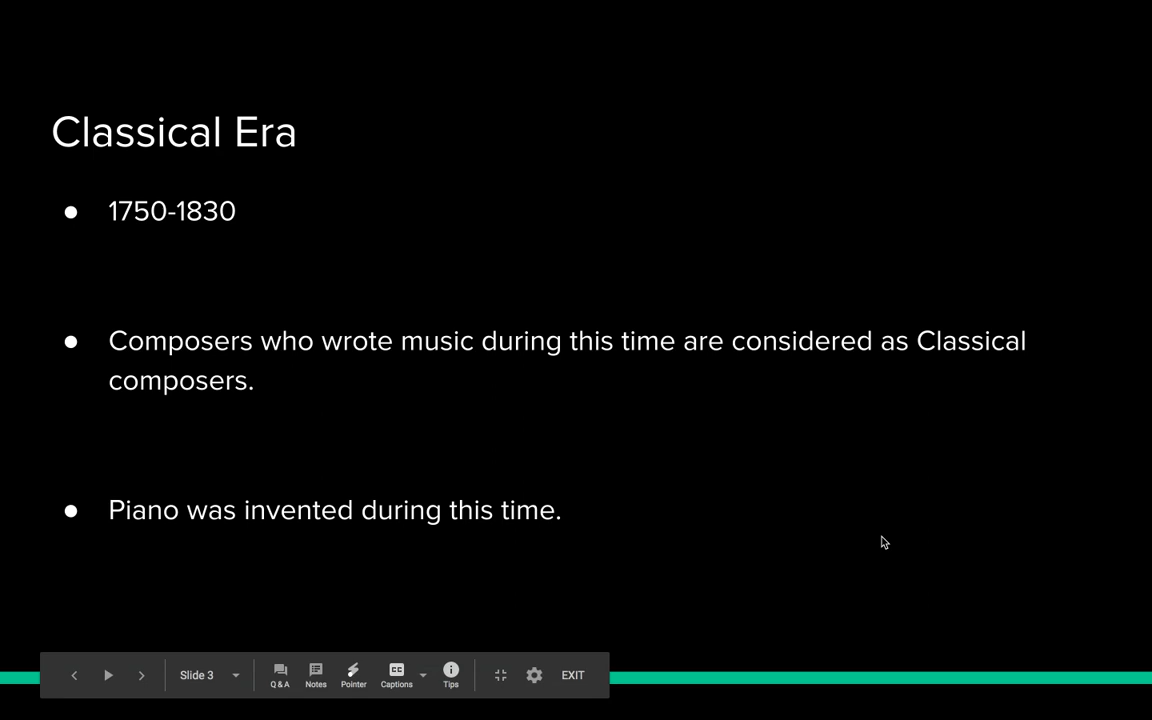 Classical Era
● 1750-1830
● Composers who wrote music during this time are considered as Classical
composers.
● Piano was invented during this time.
Slide 3
Q & A Notes Pointer Captions Tips EXIT